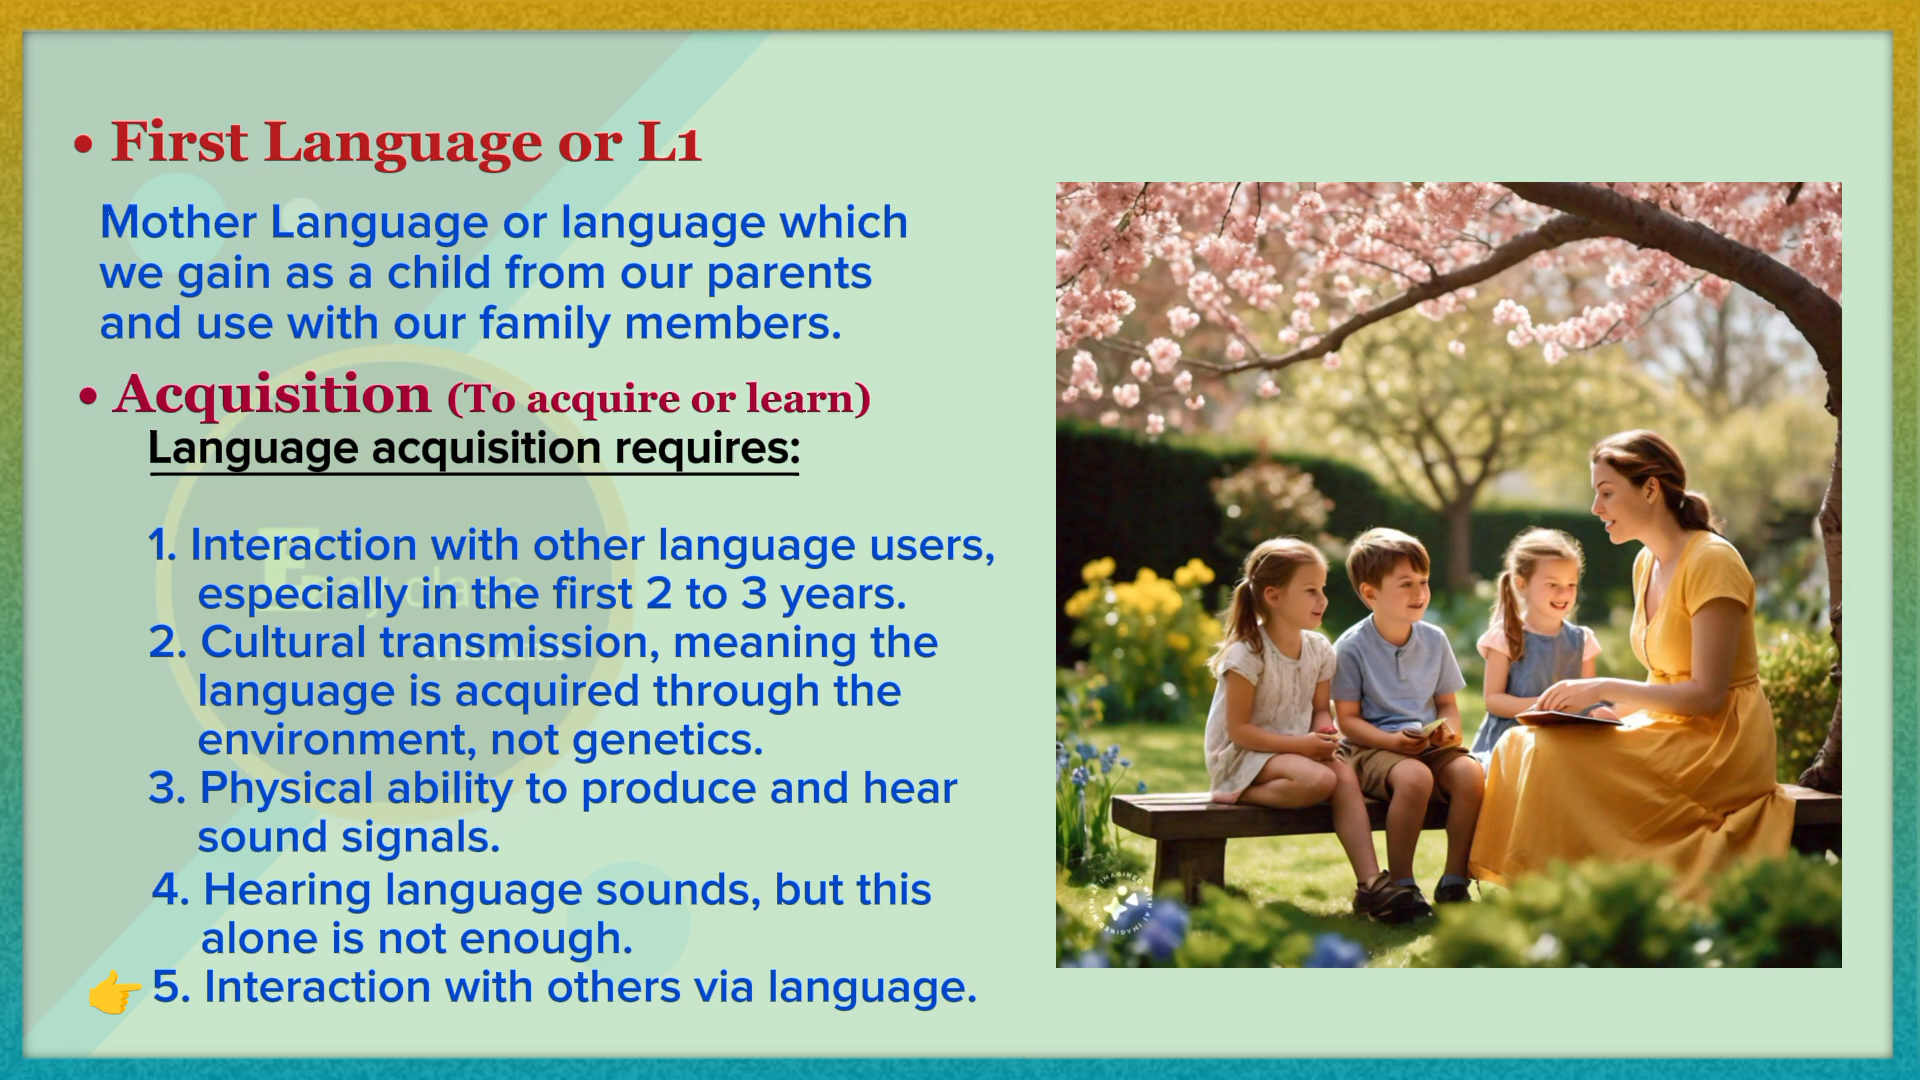 • First Language or L1
Mother Language or language which
we gain as a child from our parents
and use with our family members.
• Acquisition (To acquire or learn)
Language acquisition requires:
1. Interaction with other language users,
especially in the first 2 to 3 years.
2. Cultural transmission, meaning the
language is acquired through the
environment, not genetics.
3. Physical ability to produce and hear
sound signals.
4. Hearing language sounds, but this
alone is not enough.
👉 5. Interaction with others via language.
IMAGINED WITH AI